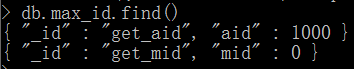 > db.max_id.find()
{ "_id" : "get_aid", "aid" : 1000 }
{ "_id" : "get_mid", "mid" : 0 }